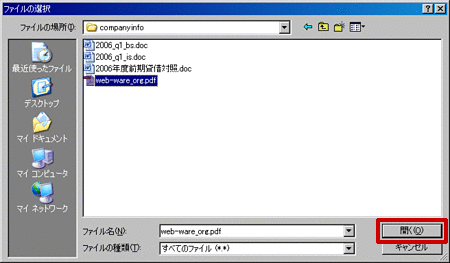 ファイルの選択
ファイルの場所(I):
companyinfo
最近使ったファイル
デスクトップ
マイ ドキュメント
マイ コンピュータ
マイ ネットワーク
2006_q1_bs.doc
2006_q1_is.doc
2006年度前期貸借対照.doc
web-ware_org.pdf
ファイル名(N):
web-ware_org.pdf
開く(O)
ファイルの種類(T):
すべてのファイル (*.*)
キャンセル